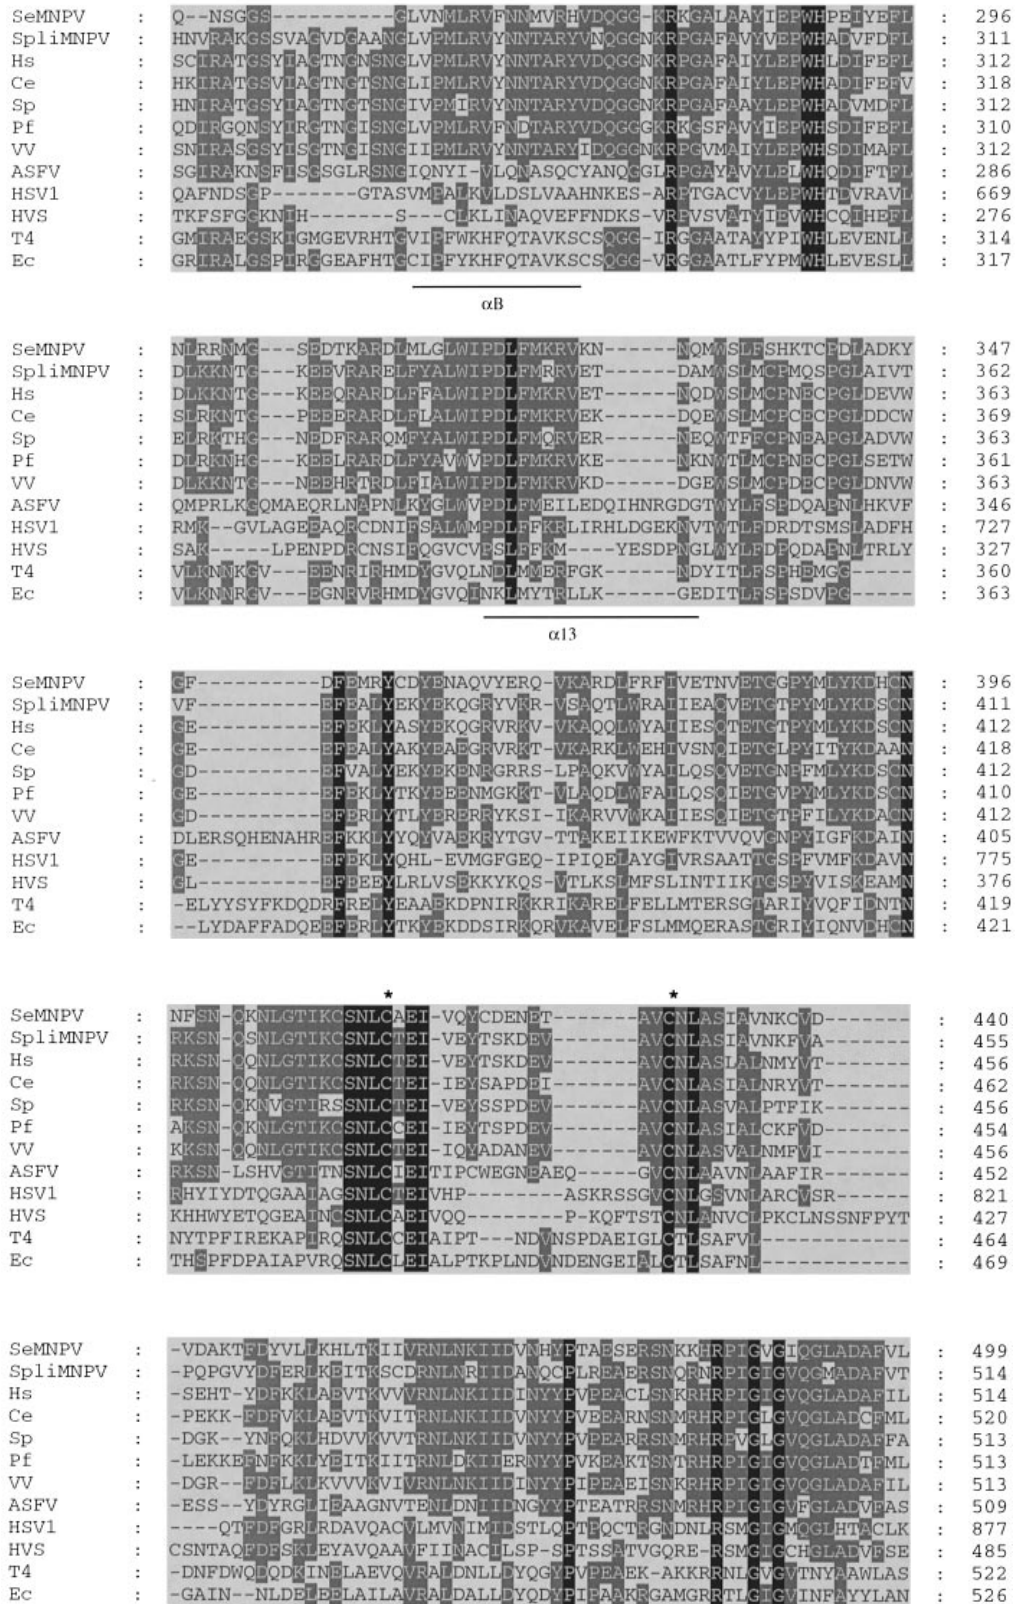 SeMNPV : Q--NSGGS----------GLVNMLRVFNNMVRHVDQGG-KRKGALAAYIEPWHPEIYEFL : 296
SpliMNPV : HNVRAKGSSVAGVDGAANGLVPMLRVYNNTARYVNQGGNKRPGAFAVYVEPWHADVFDFL : 311
Hs : SCIRATGSYIAGTNGNSNGLVPMLRVYNNTARYVDQGGNKRPGAFAIYLEPWHLDIFEFL : 312
Ce : HKIRATGSVIAGTNGTSNGLIPMLRVYNNTARYVDQGGNKRPGAFAIYLEPWHADIFEFV : 318
Sp : HNIRATGSYIAGTNGTSNGIVPMIRVYNNTARYVDQGGNKRPGAFAAYLEPWHADVMDFL : 312
Pf : QDIRGQNSYIRGTNGISNGLVPMLRVFNDTARYVDQGGGKRKGSFAVYIEPWHSDIFEFL : 310
VV : SNIRASGSYISGTNGISNGIIPMLRVYNNTARYIDQGGNKRPGVMAIYLEPWHSDIMAFL : 312
ASFV : SGIRAKNSFISGSGLRSNGIQNYI-VLQNASQCYANQGGLRPGAYAVYLELWHQDIFTFL : 286
HSV1 : QAFNDSGP-------GTASVMPALKVLDSLVAAHNKES-ARPTGACVYLEPWHTDVRAVL : 669
HVS : TKFSFGGKNIH-------S---CLKLINAQVEFFNDKS-VRPVSVATYIEVWHCQIHEFL : 276
T4 : GMIRAEGSKIGMGEVRHTGVIPFWKHFQTAVKSCSQGG-IRGGAATAYYPIWHLEVENLL : 314
Ec : GRIRALGSPIRGGEAFHTGCIPFYKHFQTAVKSCSQGG-VRGGAATLFYPMWHLEVESLL : 317
αB
SeMNPV : NLRRNMG---SEDTKARDLMLGLWIPDLFMKRVKN------NQMWSLFSHKTCPDLADKY : 347
SpliMNPV : DLKKNTG---KEEVRARELFYALWIPDLFMRRVET------DAMWSLMCPMQSPGLAIVT : 362
Hs : DLKKNTG---KEEQRARDLFFALWIPDLFMKRVET------NQDWSLMCPNECPGLDEVW : 363
Ce : SLRKNTG---PEEERARDLFLALWIPDLFMKRVEK------DQEWSLMCPCECPGLDDCW : 369
Sp : ELRKTHG---NEDFRARQMFYALWIPDLFMQRVER------NEQWTFFCPNEAPGLADVW : 363
Pf : DLRKNHG---KEELRARDLFYAVWVPDLFMKRVKE------NKNWTLMCPNECPGLSETW : 361
VV : DLKKNTG---NEEHRTRDLFIALWIPDLFMKRVKD------DGEWSLMCPDECPGLDNVW : 363
ASFV : QMPRLKGQMAEQRLNAPNLKYGLWVPDLFMEILEDQIHNRGDGTWYLFSPDQAPNLHKVF : 346
HSV1 : RMK--GVLAGEEAQRCDNIFSALWMPDLFFKRLIRHLDGEKNVTWTLFDRDTSMSLADFH : 727
HVS : SAK-----LPENPDRCNSIFQGVCVPSLFFKM----YESDPNGLWYLFDPQDAPNLTRLY : 327
T4 : VLKNNKGV---EENRIRHMDYGVQLNDLMMERFGK------NDYITLFSPHEMGG----- : 360
Ec : VLKNNRGV---EGNRVRHMDYGVQINKLMYTRLLK------GEDITLFSPSDVPG----- : 363
α13
SeMNPV : GF----------DFEMRYCDYENAQVYERQ-VKARDLFRFIVETNVETGGPYMLYKDHCN : 396
SpliMNPV : VF----------EFEALYEKYEKQGRYVKR-VSAQTLWRAIIEAQVETGTPYMLYKDSCN : 411
Hs : GE----------EFEKLYASYEKQGRVRKV-VKAQQLWYAIIESQTETGTPYMLYKDSCN : 412
Ce : GE----------EFEALYAKYEAEGRVRKT-VKARKLWEHIVSNQIETGLPYITYKDAAN : 418
Sp : GD----------EFVALYEKYEKENRGRRS-LPAQKVWYAILQSQVETGNPFMLYKDSCN : 412
Pf : GE----------EFEKLYTKYEEENMGKKT-VLAQDLWFAILQSQIETGVPYMLYKDSCN : 410
VV : GD----------EFERLYTLYERERRYKSI-IKARVVWKAIIESQIETGTPFILYKDSCN : 412
ASFV : DLERSQHENAHREFKKLYYQYVAEKRYTGV-TTAKEIIKEWFKTVVQVGNPYIGFKDAIN : 405
HSV1 : GE----------EFEKLYQHL-EVMGFGEQ-IPIQELAYGIVRSAATTGSPFVMFKDAVN : 775
HVS : GL----------EFEEEYLRLVSEKKYKQS-VTLKSLMFSLINTIIKTGSPYVISKEAMN : 376
T4 : -ELYYSYFKDQDRFRELYEAAEKDPNIRKKRIKARELFELLMTERSGTARIYVQFIDNTN : 419
Ec : --LYDAFFADQEEFERLYTKYEKDDSIRKQRVKAVELFSLMMQERASTGRIYIQNVDHCN : 421
* *
SeMNPV : NFSN-QKNLGTIKCSNLCAEI-VQYCDENET-------AVCNLASIAVNKCVD------- : 440
SpliMNPV : RKSN-QSNLGTIKCSNLCTEI-VEYTSKDEV-------AVCNLASIAVNKFVA------- : 455
Hs : RKSN-QQNLGTIKCSNLCTEI-VEYTSKDEV-------AVCNLASLALNMYVT------- : 456
Ce : RKSN-QQNLGTIKCSNLCTEI-IEYSAPDEI-------AVCNLASIALNRYVT------- : 462
Sp : RKSN-QKNVGTIRSSNLCTEI-VEYSSPDEV-------AVCNLASVALPTFIK------- : 456
Pf : AKSN-QKNLGTIKCSNLCCEI-IEYTSPDEV-------AVCNLASIALCKFVD------- : 454
VV : KKSN-QQNLGTIKCSNLCTEI-IQYADANEV-------AVCNLASVALNMFVI------- : 456
ASFV : RKSN-LSHVGTITNSNLCIEITIPCWEGNEAEQ-----GVCNLAAVNLAAFIR------- : 452
HSV1 : RHYIYDTQGAAIAGSNLCTEIVHP--------ASKRSSGVCNLGSVNLARCVSR------ : 821
HVS : KHHWYETQGEAINCSNLCAEIVQQ--------P-KQFTSTCNLANVCLPKCLNSSNFPYT : 427
T4 : NYTPFIREKAPIRQSNLCCEIAIPT---NDVNSPDAEIGLCTLSAFVL------------ : 464
Ec : THSPFDPAIAPVRQSNLCLEIALPTKPLNDVNDENGEIALCTLSAFNL------------ : 469
SeMNPV : -VDAKTFDYVLLKHLTKIIVRNLNKIIDVNHYPTAESERSNKKHRPIGVGIQGLADAFVL : 499
SpliMNPV : -PQPGVYDFERLKEITKSCDRNLNRIIDANQCPLREAERSNQRNRPIGIGVQGMADAFVT : 514
Hs : -SEHT-YDFKKLAEVTKVVVRNLNKIIDINYYPVPEACLSNKRHRPIGIGVQGLADAFIL : 514
Ce : -PEKK-FDFVKLAEVTKVITRNLNKIIDVNYYPVEEARNSNMRHRPIGLGVQGLADCFML : 520
Sp : -DGK--YNFQKLHDVVKVVTRNLNKIIDVNYYPVPEARRSNMRHRPVGLGVQGLADAFFA : 513
Pf : -LEKKEFNFKKLYEITKIITRNLDKIIERNYYPVKEAKTSNTRHRPIGIGVQGLADTFML : 513
VV : -DGR--FDFLKLKVVVKVIVRNLNKIIDINYYPIPEAEISNKRHRPIGIGVQGLADAFIL : 513
ASFV : -ESS--YDYRGLIEAAGNVTENLDNIIDNGYYPTEATRRSNMRHRPIGIGVFGLADVFAS : 509
HSV1 : ----QTFDFGRLRDAVQACVLMVNIMIDSTLQPTPQCTRGNDNLRSMGIGMQGLHTACLK : 877
HVS : CSNTAQFDFSKLEYAVQAAVFIINACILSP-SPTSSATVGQRE-RSMGIGCHGLADVFSE : 485
T4 : -DNFDWQDQDKINELAEVQVRALDNLLDYQGYPVPEAEK-AKKRRNLGVGVTNYAAWLAS : 522
Ec : -GAIN--NLDELEELAILAVRALDALLDYQDYPIPAAKRGAMGRRTLGIGVINFAYYLAN : 526